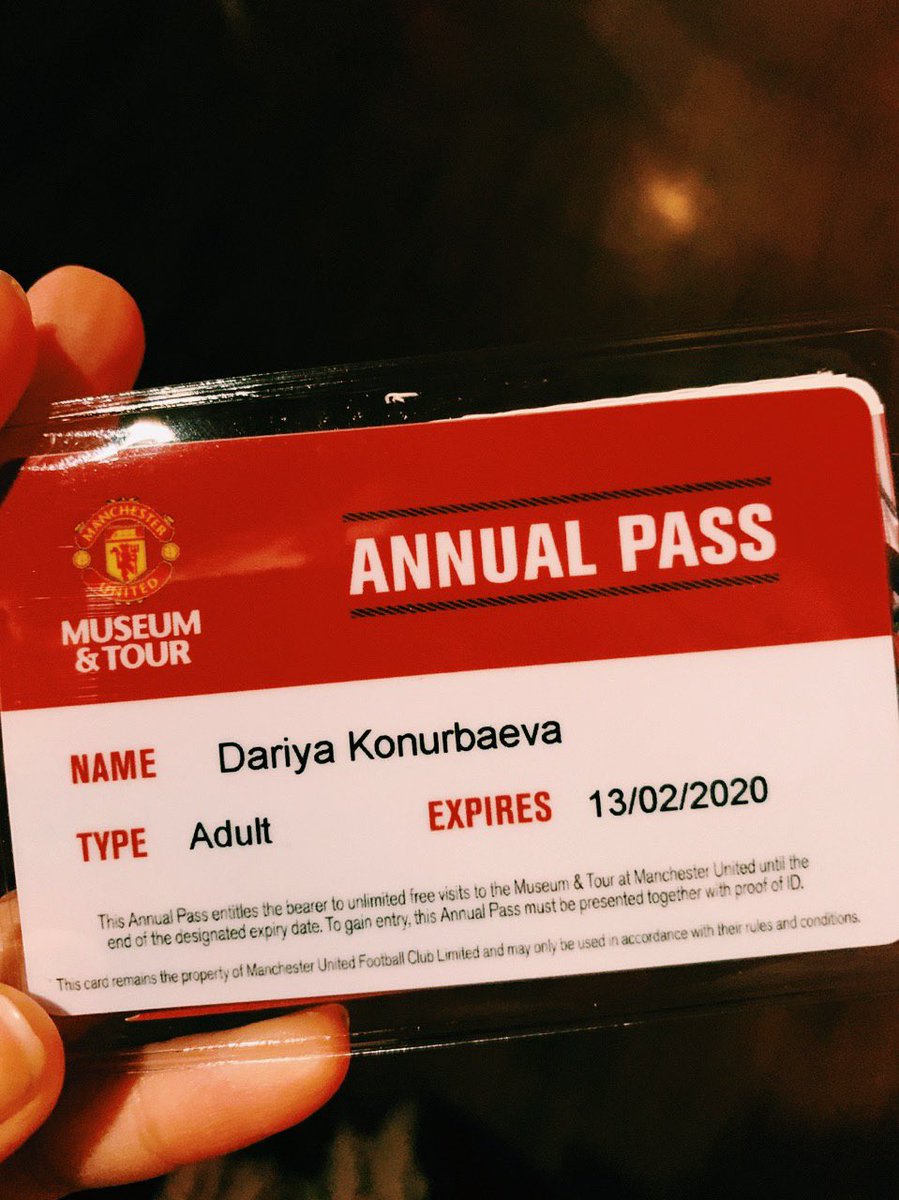 MANCHESTER
UNITED
MUSEUM
& TOUR
ANNUAL PASS
NAME Dariya Konurbaeva
TYPE Adult EXPIRES 13/02/2020
This Annual Pass entitles the bearer to unlimited free visits to the Museum & Tour at Manchester United until the
end of the designated expiry date. To gain entry, this Annual Pass must be presented together with proof of ID.
This card remains the property of Manchester United Football Club Limited and may only be used in accordance with their rules and conditions.